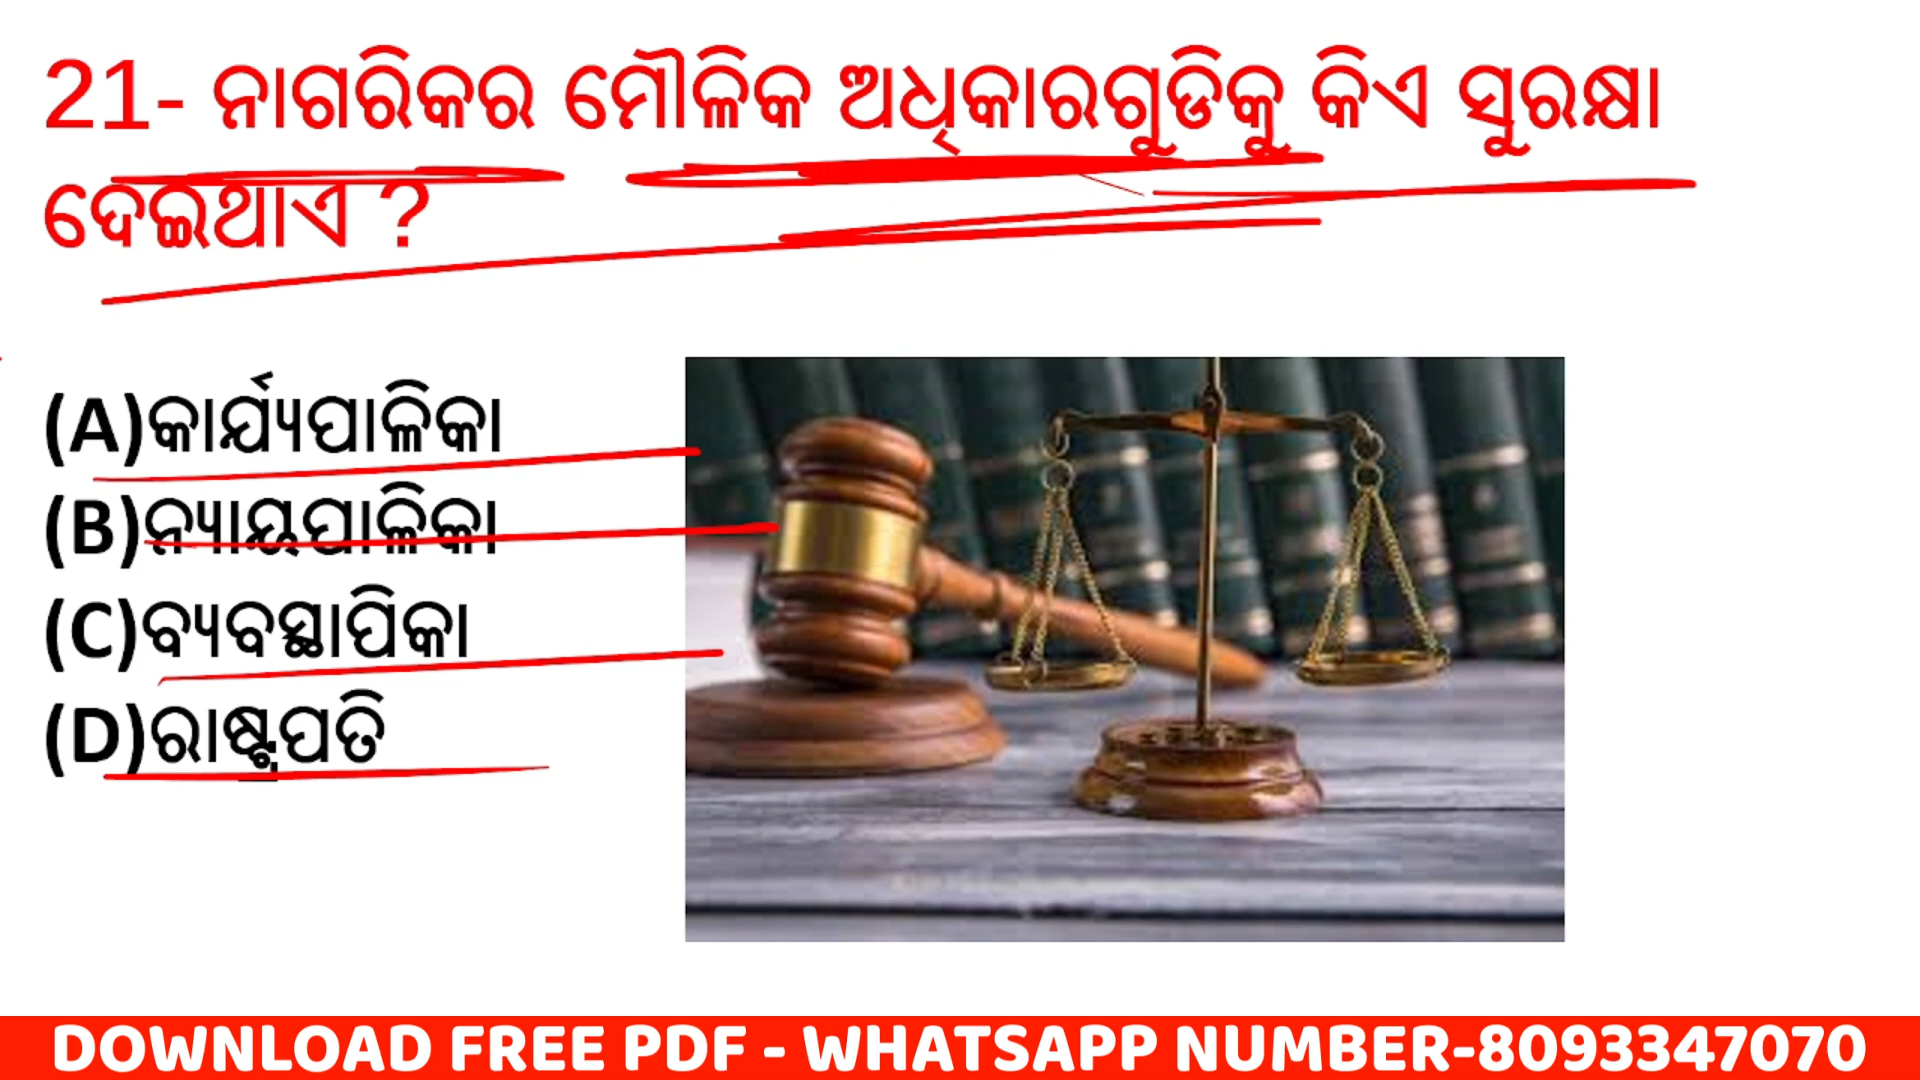 21- ନାଗରିକର ମୌଳିକ ଅଧିକାରଗୁଡିକୁ କିଏ ସୁରକ୍ଷା
ଦେଇଥାଏ ?
(A)କାର୍ଯ୍ୟପାଳିକା
(B)ନ୍ୟାୟପାଳିକା
(C)ବ୍ୟବସ୍ଥାପିକା
(D)ରାଷ୍ଟ୍ରପତି
DOWNLOAD FREE PDF - WHATSAPP NUMBER-8093347070